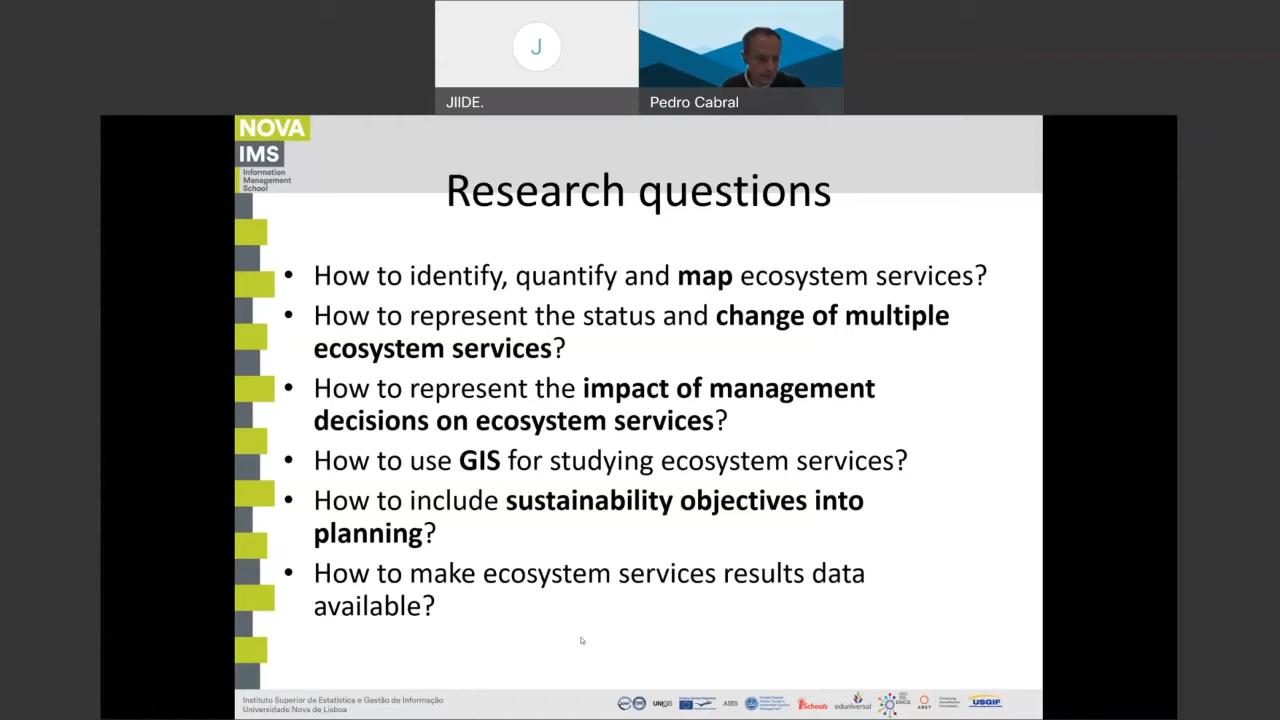 J
JIIDE.
Pedro Cabral
NOVA
IMS
Information
Management
School
Research questions
• How to identify, quantify and map ecosystem services?
• How to represent the status and change of multiple
ecosystem services?
• How to represent the impact of management
decisions on ecosystem services?
• How to use GIS for studying ecosystem services?
• How to include sustainability objectives into
planning?
• How to make ecosystem services results data
available?
Instituto Superior de Estatística e Gestão de Informação
Universidade Nova de Lisboa
UNIGIS
A3ES
iSchools
eduniversal
ABET
USGIF